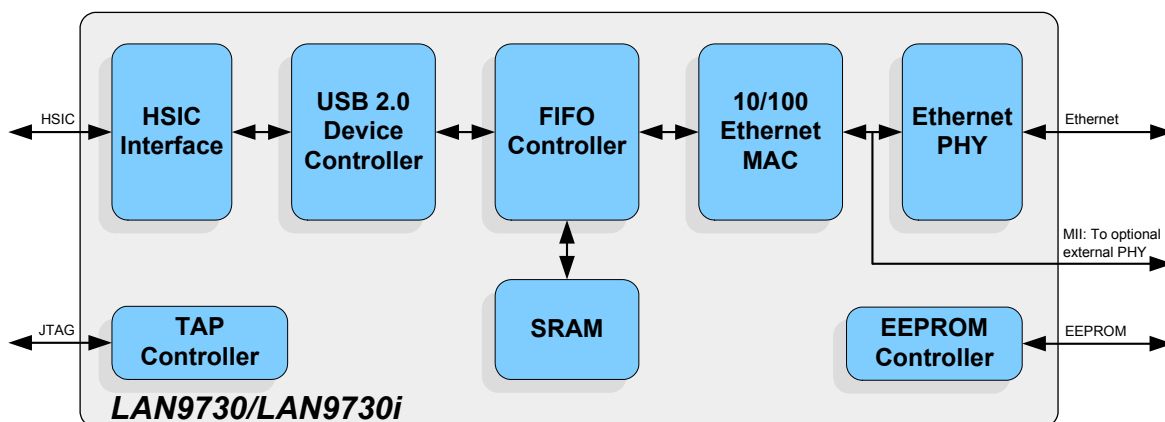 HSIC
HSIC
Interface
USB 2.0
Device
Controller
FIFO
Controller
10/100
Ethernet
MAC
Ethernet
PHY
Ethernet
MII: To optional
external PHY
JTAG
TAP
Controller
SRAM
EEPROM
Controller
EEPROM
LAN9730/LAN9730i